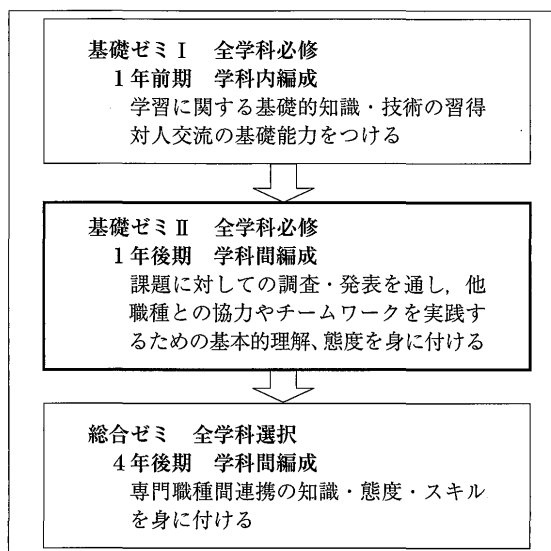 基礎ゼミⅠ 全学科必修
1年前期 学科内編成
学習に関する基礎的知識・技術の習得
対人交流の基礎能力をつける
基礎ゼミⅡ 全学科必修
1年後期 学科間編成
課題に対しての調査・発表を通し，他
職種との協力やチームワークを実践す
るための基本的理解、態度を身に付ける
総合ゼミ 全学科選択
4年後期 学科間編成
専門職種間連携の知識・態度・スキル
を身に付ける